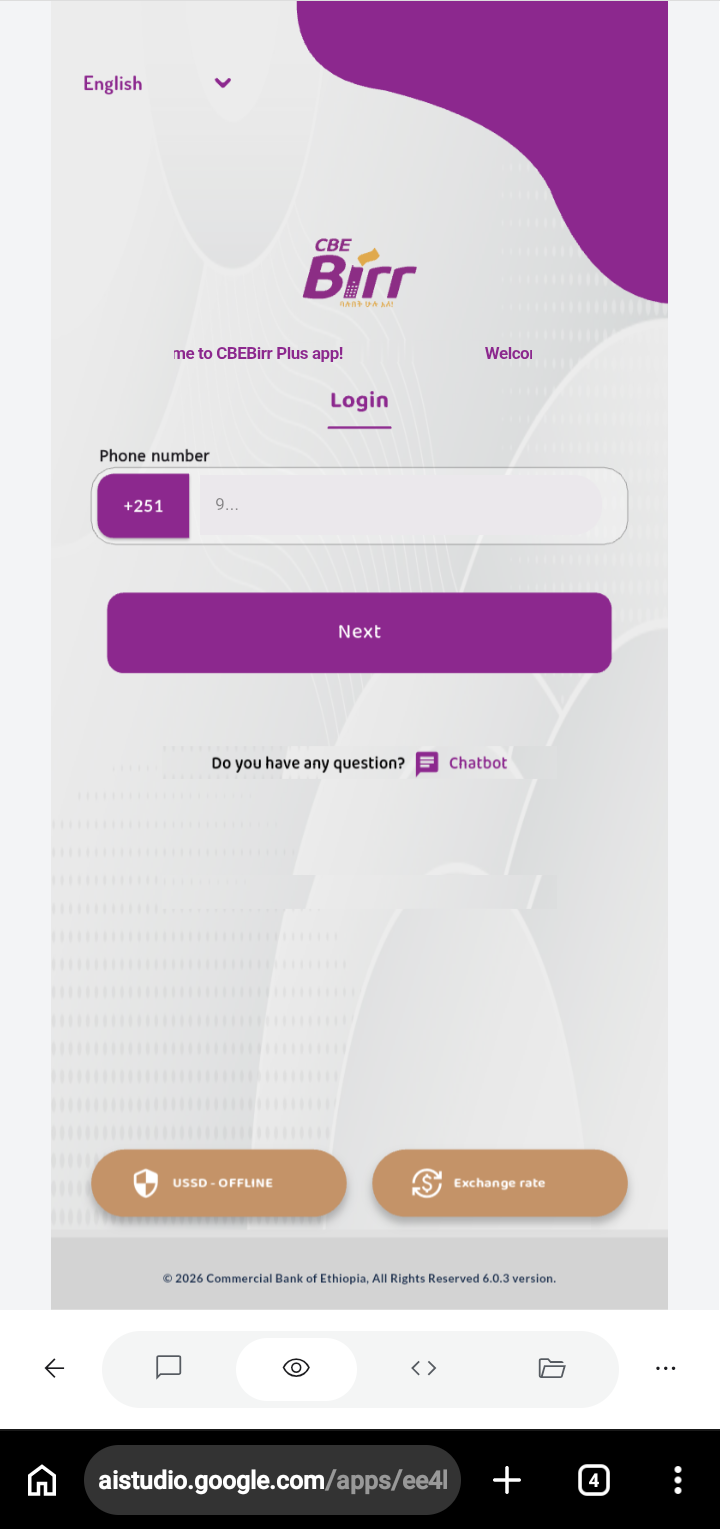 English
CBE
Birr
me to CBEBirr Plus app! Welcor
Login
Phone number
+251 9...
Next
Do you have any question? Chatbot
USSD - OFFLINE Exchange rate
© 2026 Commercial Bank of Ethiopia, All Rights Reserved 6.0.3 version.
aistudio.google.com/apps/ee4l
4